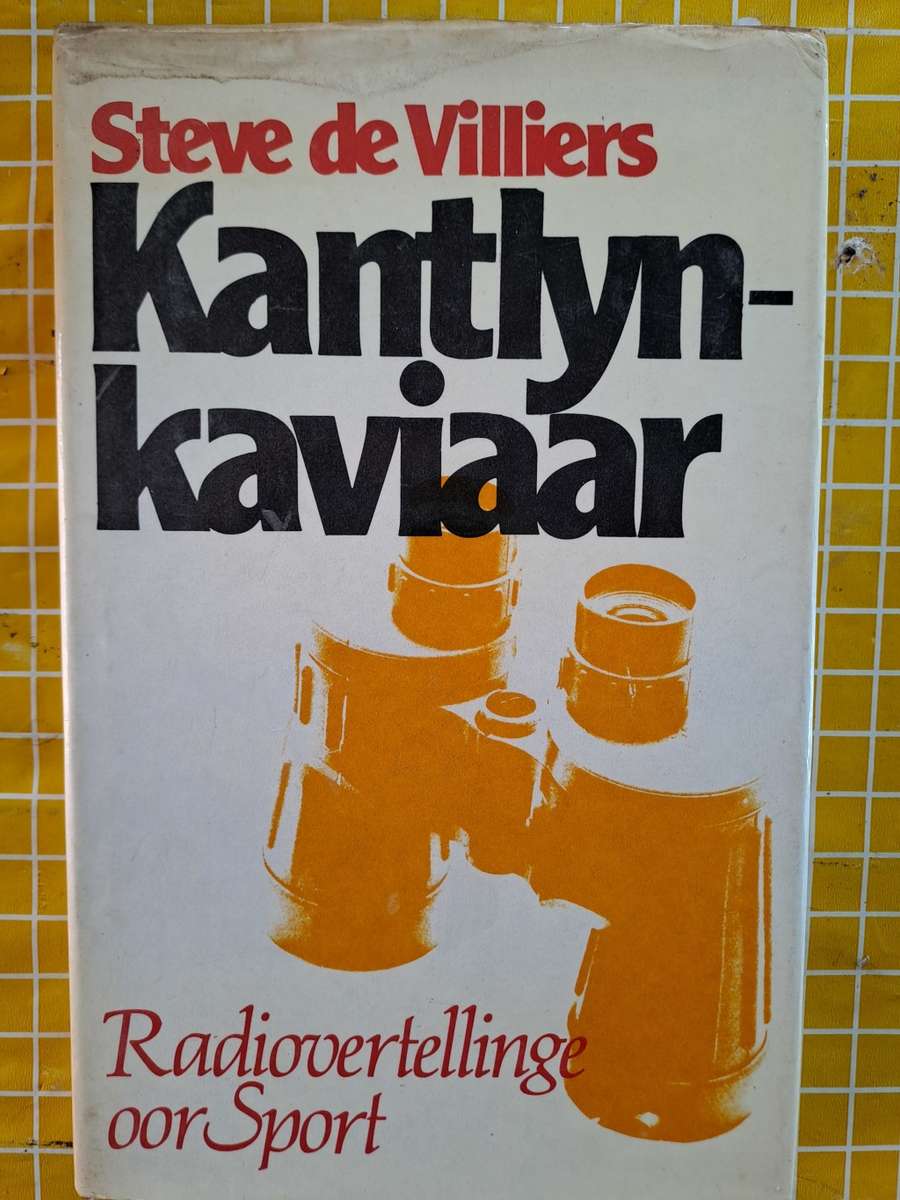 Steve de Villiers
Kantlyn-
kaviaar
Radiovertellinge
oor Sport